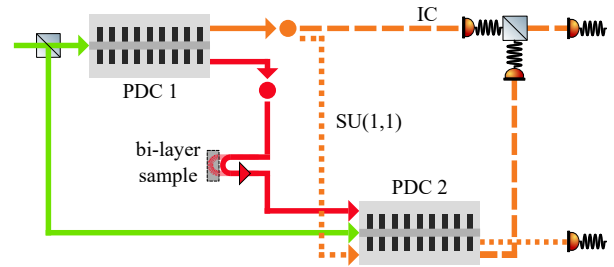 IC
PDC 1
SU(1,1)
bi-layer
sample
PDC 2